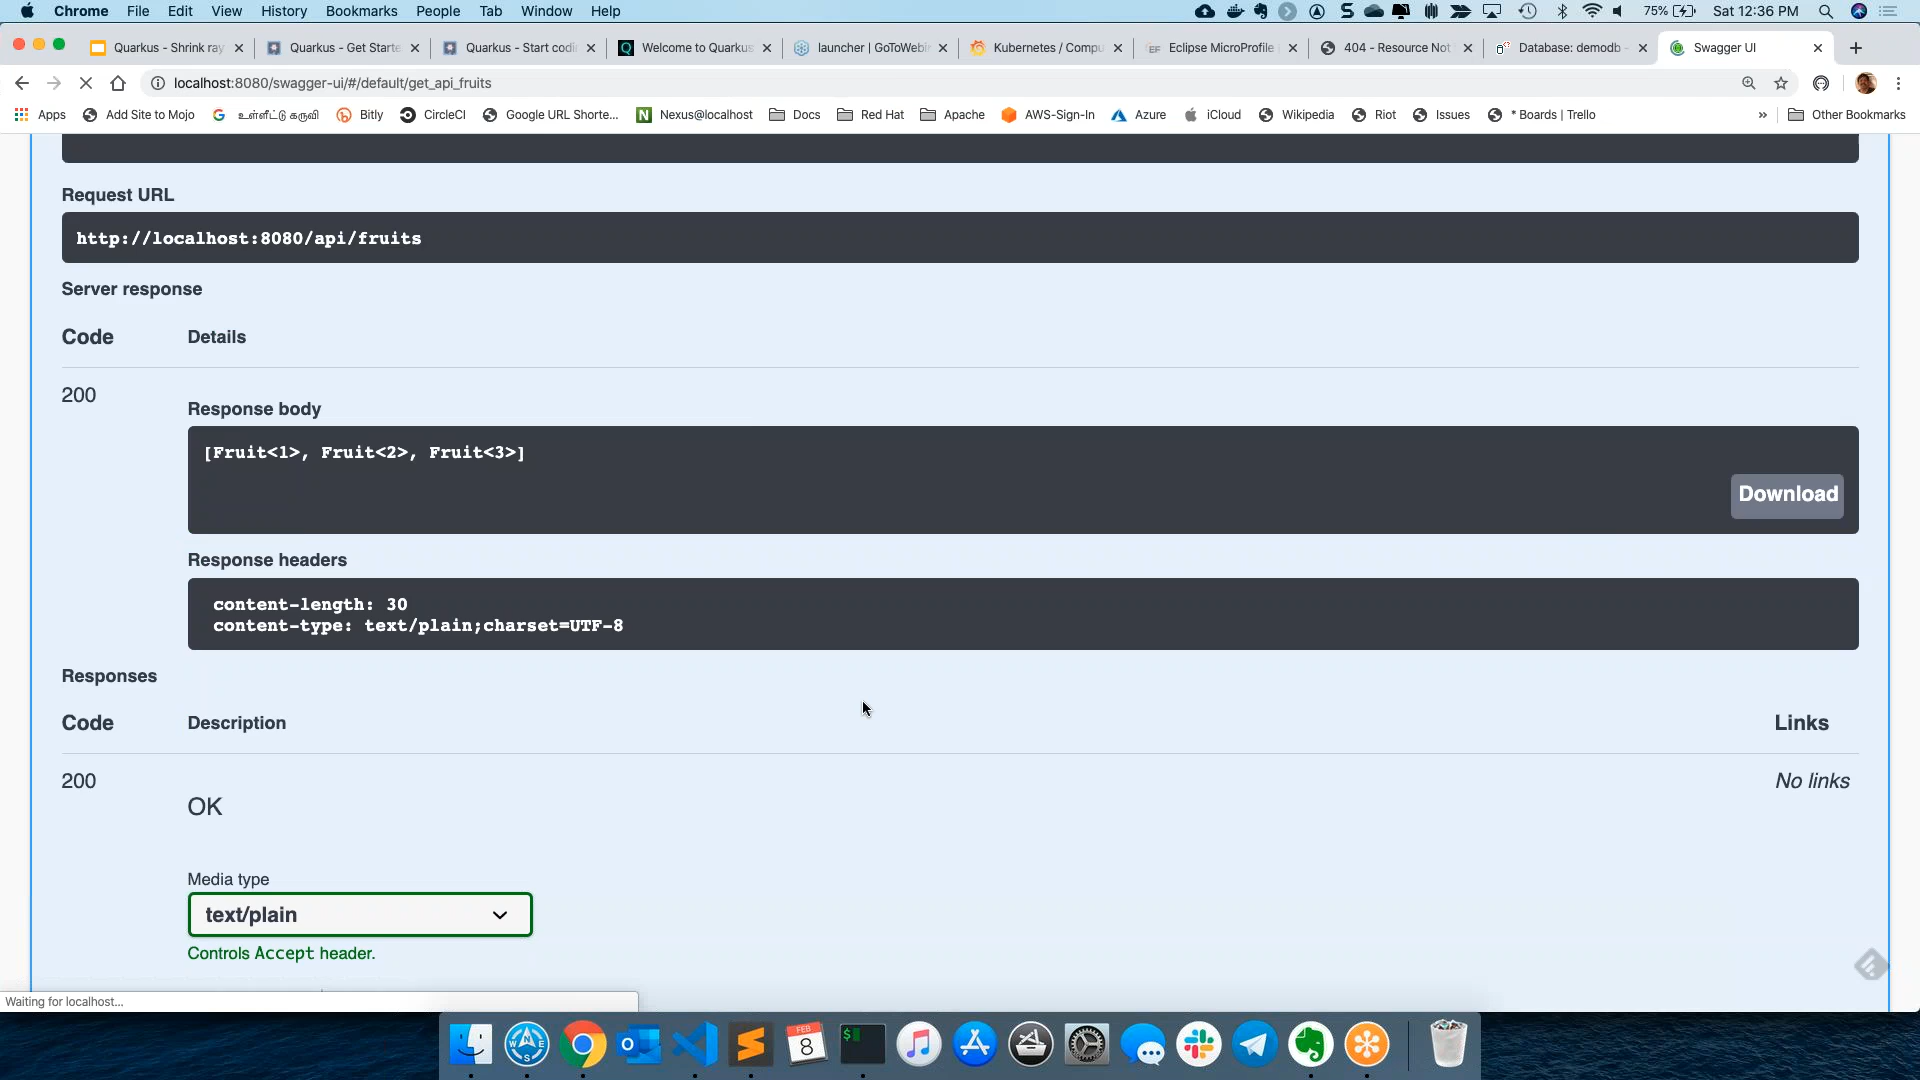 Chrome File Edit View History Bookmarks People Tab Window Help 75% Sat 12:36 PM
Quarkus - Shrink ray Quarkus - Get Starte Quarkus - Start codi Welcome to Quarkus launcher | GoToWebi Kubernetes / Compu Eclipse MicroProfile 404 - Resource Not Database: demodb - Swagger UI
localhost:8080/swagger-ui/#/default/get_api_fruits
Apps Add Site to Mojo உள்ளீட்டு கருவி Bitly CircleCI Google URL Shorte... Nexus@localhost Docs Red Hat Apache AWS-Sign-In Azure iCloud Wikipedia Riot Issues * Boards | Trello » Other Bookmarks
Request URL
http://localhost:8080/api/fruits
Server response
Code Details
200
Response body
[Fruit<1>, Fruit<2>, Fruit<3>]
Download
Response headers
content-length: 30
content-type: text/plain;charset=UTF-8
Responses
Code Description Links
200 No links
OK
Media type
text/plain
Controls Accept header.
Waiting for localhost...
FEB
8